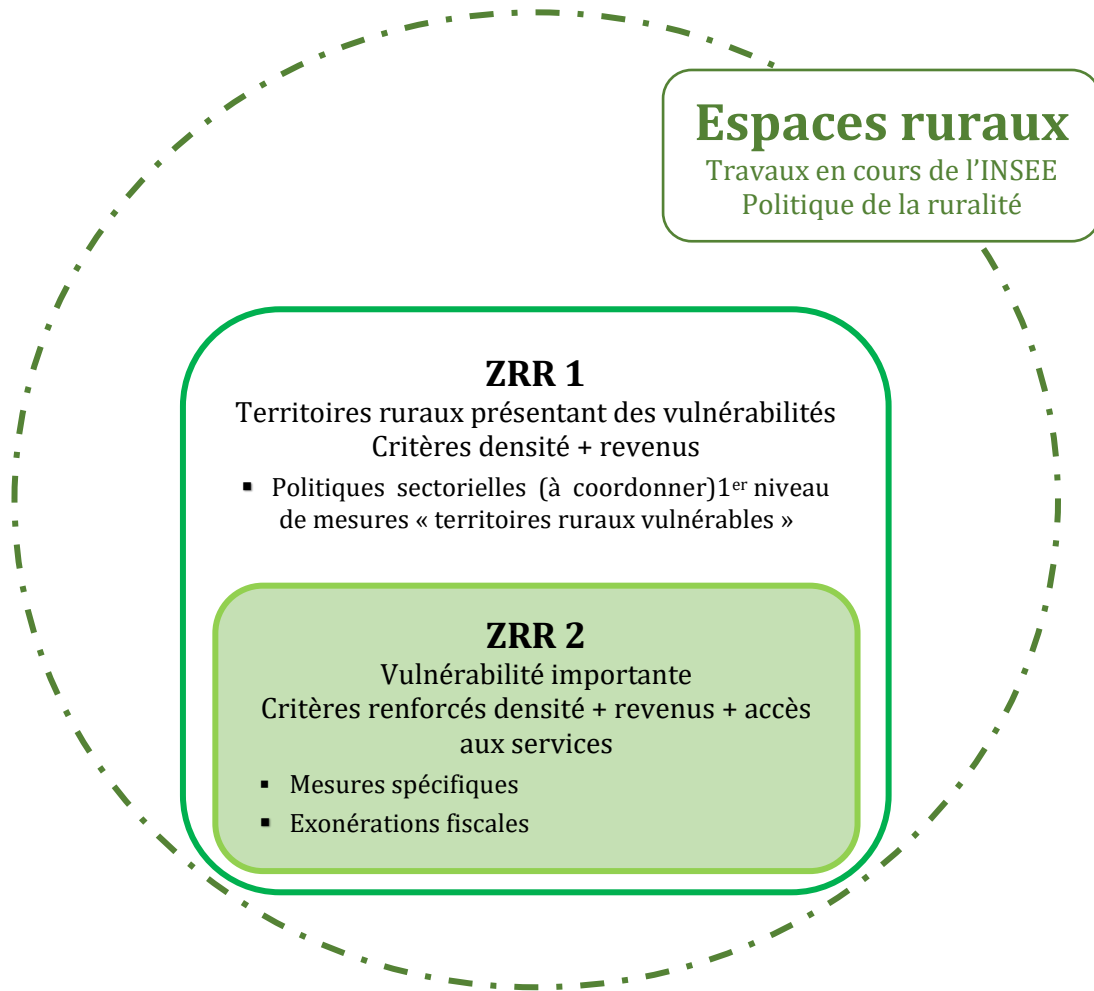 Espaces ruraux
Travaux en cours de l’INSEE
Politique de la ruralité
ZRR 1
Territoires ruraux présentant des vulnérabilités
Critères densité + revenus
▪ Politiques sectorielles (à coordonner)1er niveau
de mesures « territoires ruraux vulnérables »
ZRR 2
Vulnérabilité importante
Critères renforcés densité + revenus + accès
aux services
▪ Mesures spécifiques
▪ Exonérations fiscales